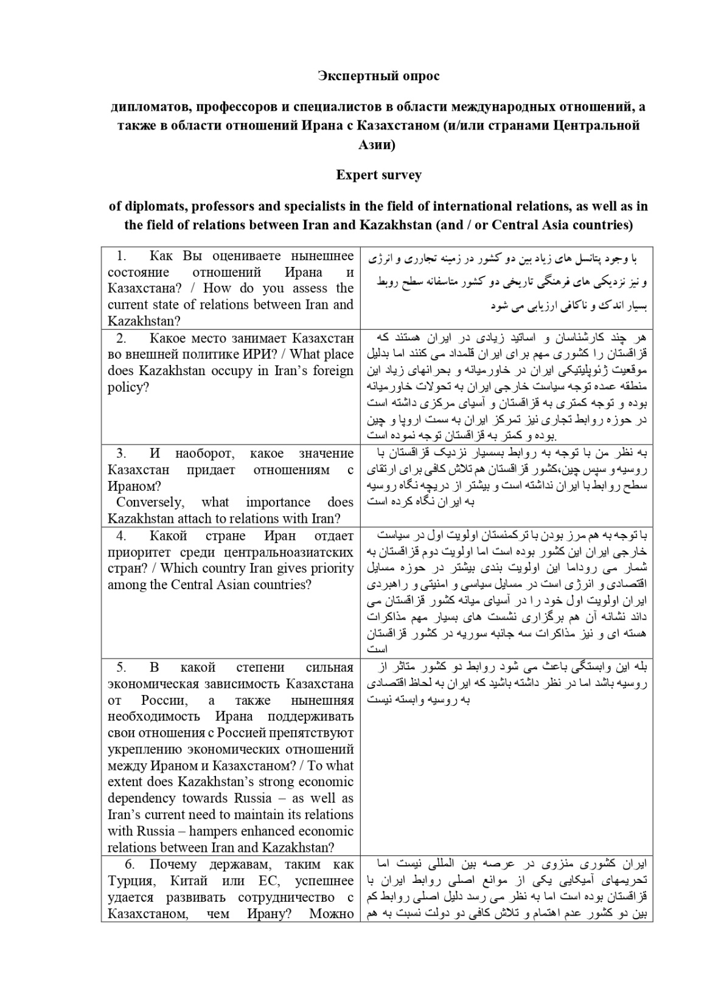 Экспертный опрос
дипломатов, профессоров и специалистов в области международных отношений, а
также в области отношений Ирана с Казахстаном (и/или странами Центральной
Азии)
Expert survey
of diplomats, professors and specialists in the field of international relations, as well as in
the field of relations between Iran and Kazakhstan (and / or Central Asia countries)
1. Как Вы оцениваете нынешнее
состояние отношений Ирана и
Казахстана? / How do you assess the
current state of relations between Iran and
Kazakhstan?
با وجود پتانسل های زیاد بین دو کشور در زمینه تجارری و انرژی
و نیز نزدیکی های فرهنگی تاریخی دو کشور متاسفانه سطح روبط
بسیار اندک و ناکافی ارزیابی می شود
2. Какое место занимает Казахстан
во внешней политике ИРИ? / What place
does Kazakhstan occupy in Iran’s foreign
policy?
هر چند کارشناسان و اساتید زیادی در ایران هستند که
قزاقستان را کشوری مهم برای ایران قلمداد می کنند اما بدلیل
موقعیت ژئوپلیتیکی ایران در خاورمیانه و بحرانهای زیاد این
منطقه عمده توجه سیاست خارجی ایران به تحولات خاورمیانه
بوده و توجه کمتری به قزاقستان و آسیای مرکزی داشته است
در حوزه روابط تجاری نیز تمرکز ایران به سمت اروپا و چین
بوده و کمتر به قزاقستان توجه نموده است.
3. И наоборот, какое значение
Казахстан придает отношениям с
Ираном?
Conversely, what importance does
Kazakhstan attach to relations with Iran?
به نظر من با توجه به روابط بسسیار نزدیک قزاقستان با
روسیه و سپس چین،کشور قزاقستان هم تلاش کافی برای ارتقای
سطح روابط با ایران نداشته است و بیشتر از دریچه نگاه روسیه
به ایران نگاه کرده است
4. Какой стране Иран отдает
приоритет среди центральноазиатских
стран? / Which country Iran gives priority
among the Central Asian countries?
با توجه به هم مرز بودن با ترکمنستان اولویت اول در سیاست
خارجی ایران این کشور بوده است اما اولویت دوم قزاقستان به
شمار می روداما این اولویت بندی بیشتر در حوزه مسایل
اقتصادی و انرژی است در مسایل سیاسی و امنیتی و راهبردی
ایران اولویت اول خود را در آسیای میانه کشور قزاقستان می
داند نشانه آن هم برگزاری نشست های بسیار مهم مذاکرات
هسته ای و نیز مذاکرات سه جانبه سوریه در کشور قزاقستان
است
5. В какой степени сильная
экономическая зависимость Казахстана
от России, а также нынешняя
необходимость Ирана поддерживать
свои отношения с Россией препятствуют
укреплению экономических отношений
между Ираном и Казахстаном? / To what
extent does Kazakhstan’s strong economic
dependency towards Russia – as well as
Iran’s current need to maintain its relations
with Russia – hampers enhanced economic
relations between Iran and Kazakhstan?
بله این وابستگی باعث می شود روابط دو کشور متاثر از
روسیه باشد اما در نظر داشته باشید که ایران به لحاظ اقتصادی
به روسیه وابسته نیست
6. Почему державам, таким как
Турция, Китай или ЕС, успешнее
удается развивать сотрудничество с
Казахстаном, чем Ирану? Можно
ایران کشوری منزوی در عرصه بین المللی نیست اما
تحریمهای آمیکایی یکی از موانع اصلی روابط ایران با
قزاقستان بوده است اما به نظر می رسد دلیل اصلی روابط کم
بین دو کشور عدم اهتمام و تلاش کافی دو دولت نسبت به هم